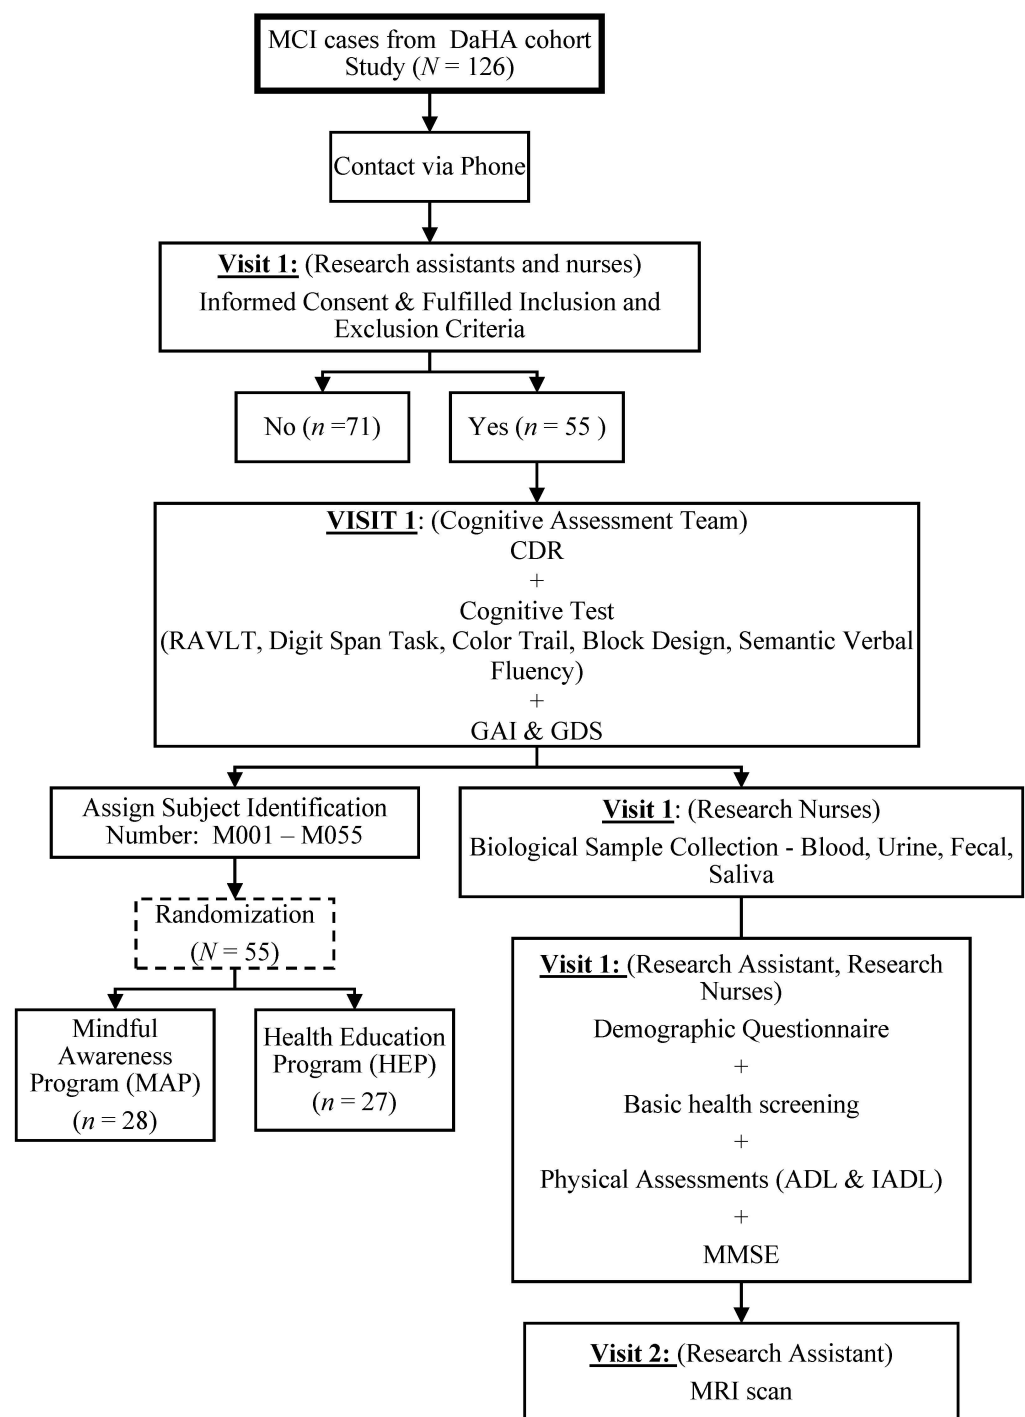 MCI cases from DaHA cohort
Study (N = 126)
Contact via Phone
Visit 1: (Research assistants and nurses)
Informed Consent & Fulfilled Inclusion and
Exclusion Criteria
No (n =71)
Yes (n = 55 )
VISIT 1: (Cognitive Assessment Team)
CDR
+
Cognitive Test
(RAVLT, Digit Span Task, Color Trail, Block Design, Semantic Verbal
Fluency)
+
GAI & GDS
Assign Subject Identification
Number: M001 – M055
Randomization
(N = 55)
Mindful
Awareness
Program (MAP)
(n = 28)
Health Education
Program (HEP)
(n = 27)
Visit 1: (Research Nurses)
Biological Sample Collection - Blood, Urine, Fecal,
Saliva
Visit 1: (Research Assistant, Research
Nurses)
Demographic Questionnaire
+
Basic health screening
+
Physical Assessments (ADL & IADL)
+
MMSE
Visit 2: (Research Assistant)
MRI scan